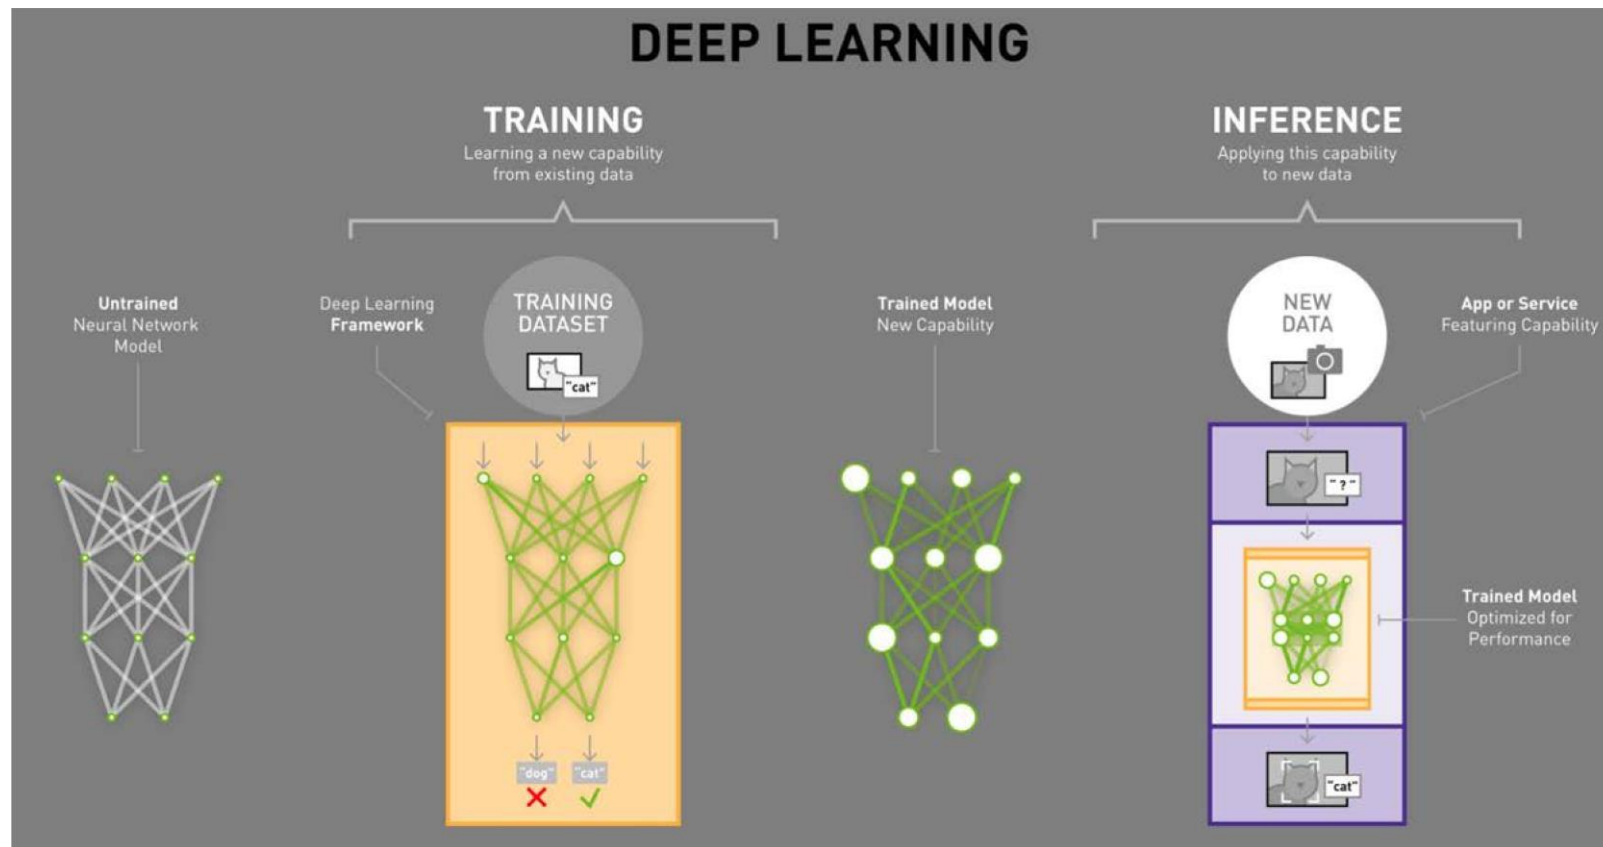 DEEP LEARNING
TRAINING
Learning a new capability
from existing data
INFERENCE
Applying this capability
to new data
Untrained
Neural Network
Model
Deep Learning
Framework
TRAINING
DATASET
"cat"
"dog"
"cat"
Trained Model
New Capability
NEW
DATA
App or Service
Featuring Capability
"?"
Trained Model
Optimized for
Performance
"cat"